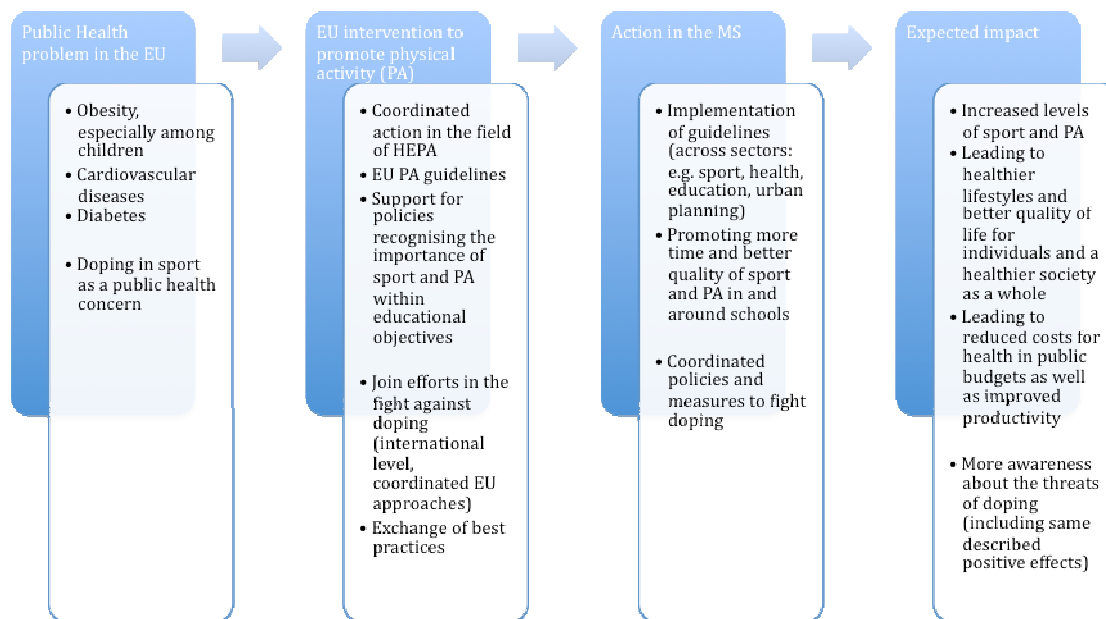 Public Health
problem in the EU
• Obesity,
especially among
children
• Cardiovascular
diseases
• Diabetes
• Doping in sport
as a public health
concern
EU intervention to
promote physical
activity (PA)
• Coordinated
action in the field
of HEPA
• EU PA guidelines
• Support for
policies
recognising the
importance of
sport and PA
within
educational
objectives
• Join efforts in the
fight against
doping
(international
level,
coordinated EU
approaches)
• Exchange of best
practices
Action in the MS
• Implementation
of guidelines
(across sectors:
e.g. sport, health,
education, urban
planning)
• Promoting more
time and better
quality of sport
and PA in and
around schools
• Coordinated
policies and
measures to fight
doping
Expected impact
• Increased levels
of sport and PA
• Leading to
healthier
lifestyles and
better quality of
life for
individuals and a
healthier society
as a whole
• Leading to
reduced costs for
health in public
budgets as well
as improved
productivity
• More awareness
about the threats
of doping
(including same
described
positive effects)